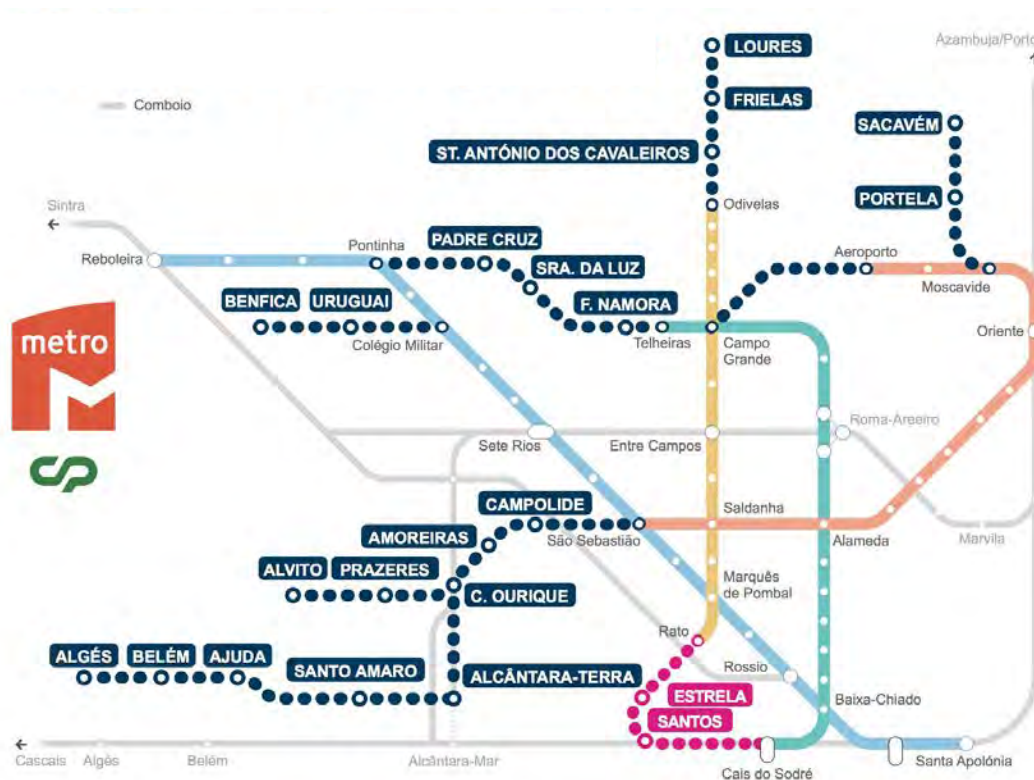 LOURES
Azambuja/Porto
FRIELAS
Comboio
SACAVÉM
ST. ANTÓNIO DOS CAVALEIROS
Sintra
Odivelas
PORTELA
Pontinha
PADRE CRUZ
Aeroporto
Reboleira
SRA. DA LUZ
Moscavide
BENFICA
URUGUAI
F. NAMORA
metro
Colégio Militar
Telheiras
Campo
Grande
Oriente
Roma-Areeiro
Sete Rios
Entre Campos
CP
CAMPOLIDE
Saldanha
AMOREIRAS
São Sebastião
Alameda
Marvila
ALVITO
PRAZERES
C. OURIQUE
Marquês
de Pombal
Rato
ALGÉS
BELÉM
AJUDA
SANTO AMARO
ALCÂNTARA-TERRA
Rossio
ESTRELA
Baixa-Chiado
SANTOS
Cascais
Algés
Belém
Alcântara-Mar
Cais do Sodré
Santa Apolónia